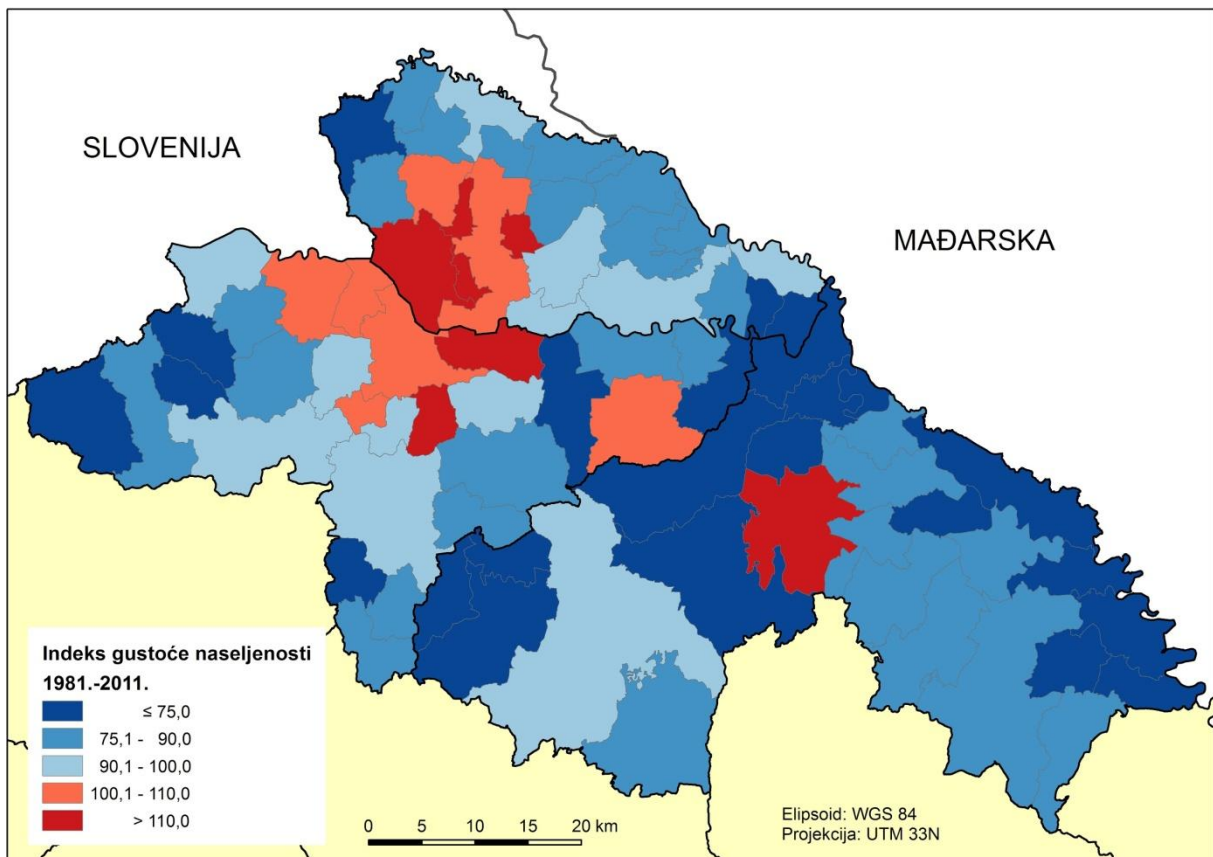 SLOVENIJA
MAĐARSKA
Indeks gustoće naseljenosti
1981.-2011.
≤ 75,0
75,1 - 90,0
90,1 - 100,0
100,1 - 110,0
> 110,0
0 5 10 15 20 km
Elipsoid: WGS 84
Projekcija: UTM 33N